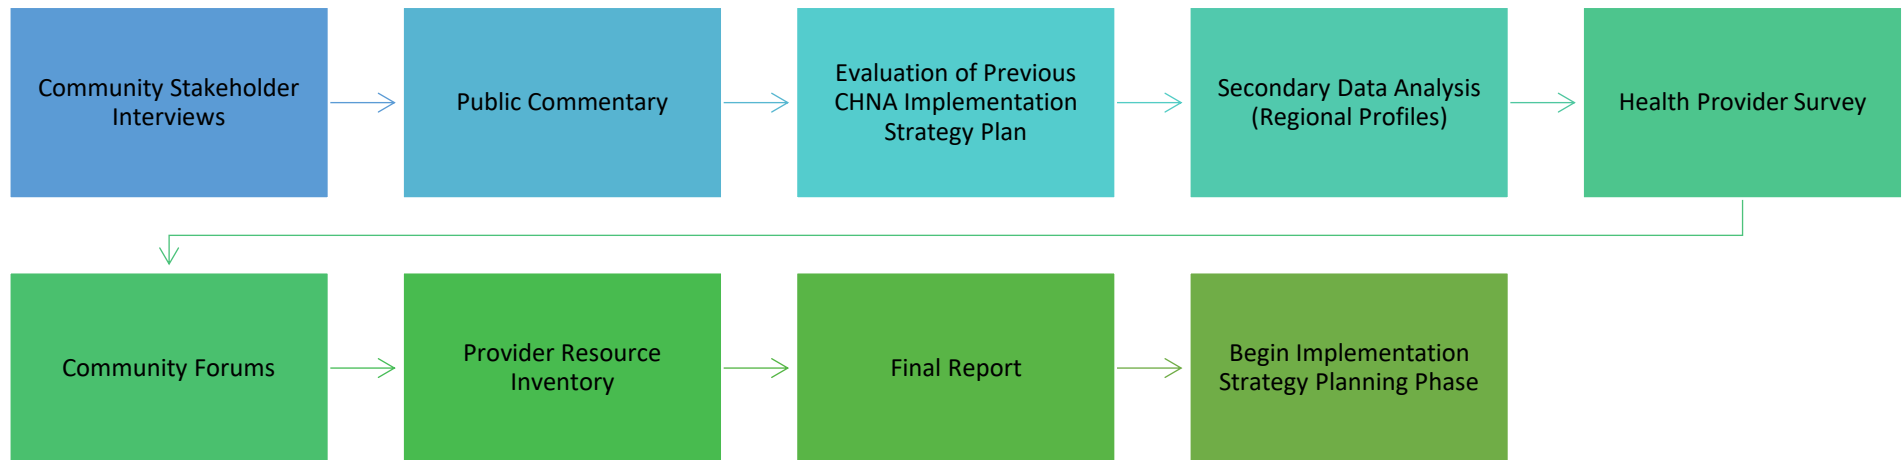 Community Stakeholder
Interviews
Public Commentary
Evaluation of Previous
CHNA Implementation
Strategy Plan
Secondary Data Analysis
(Regional Profiles)
Health Provider Survey
Community Forums
Provider Resource
Inventory
Final Report
Begin Implementation
Strategy Planning Phase